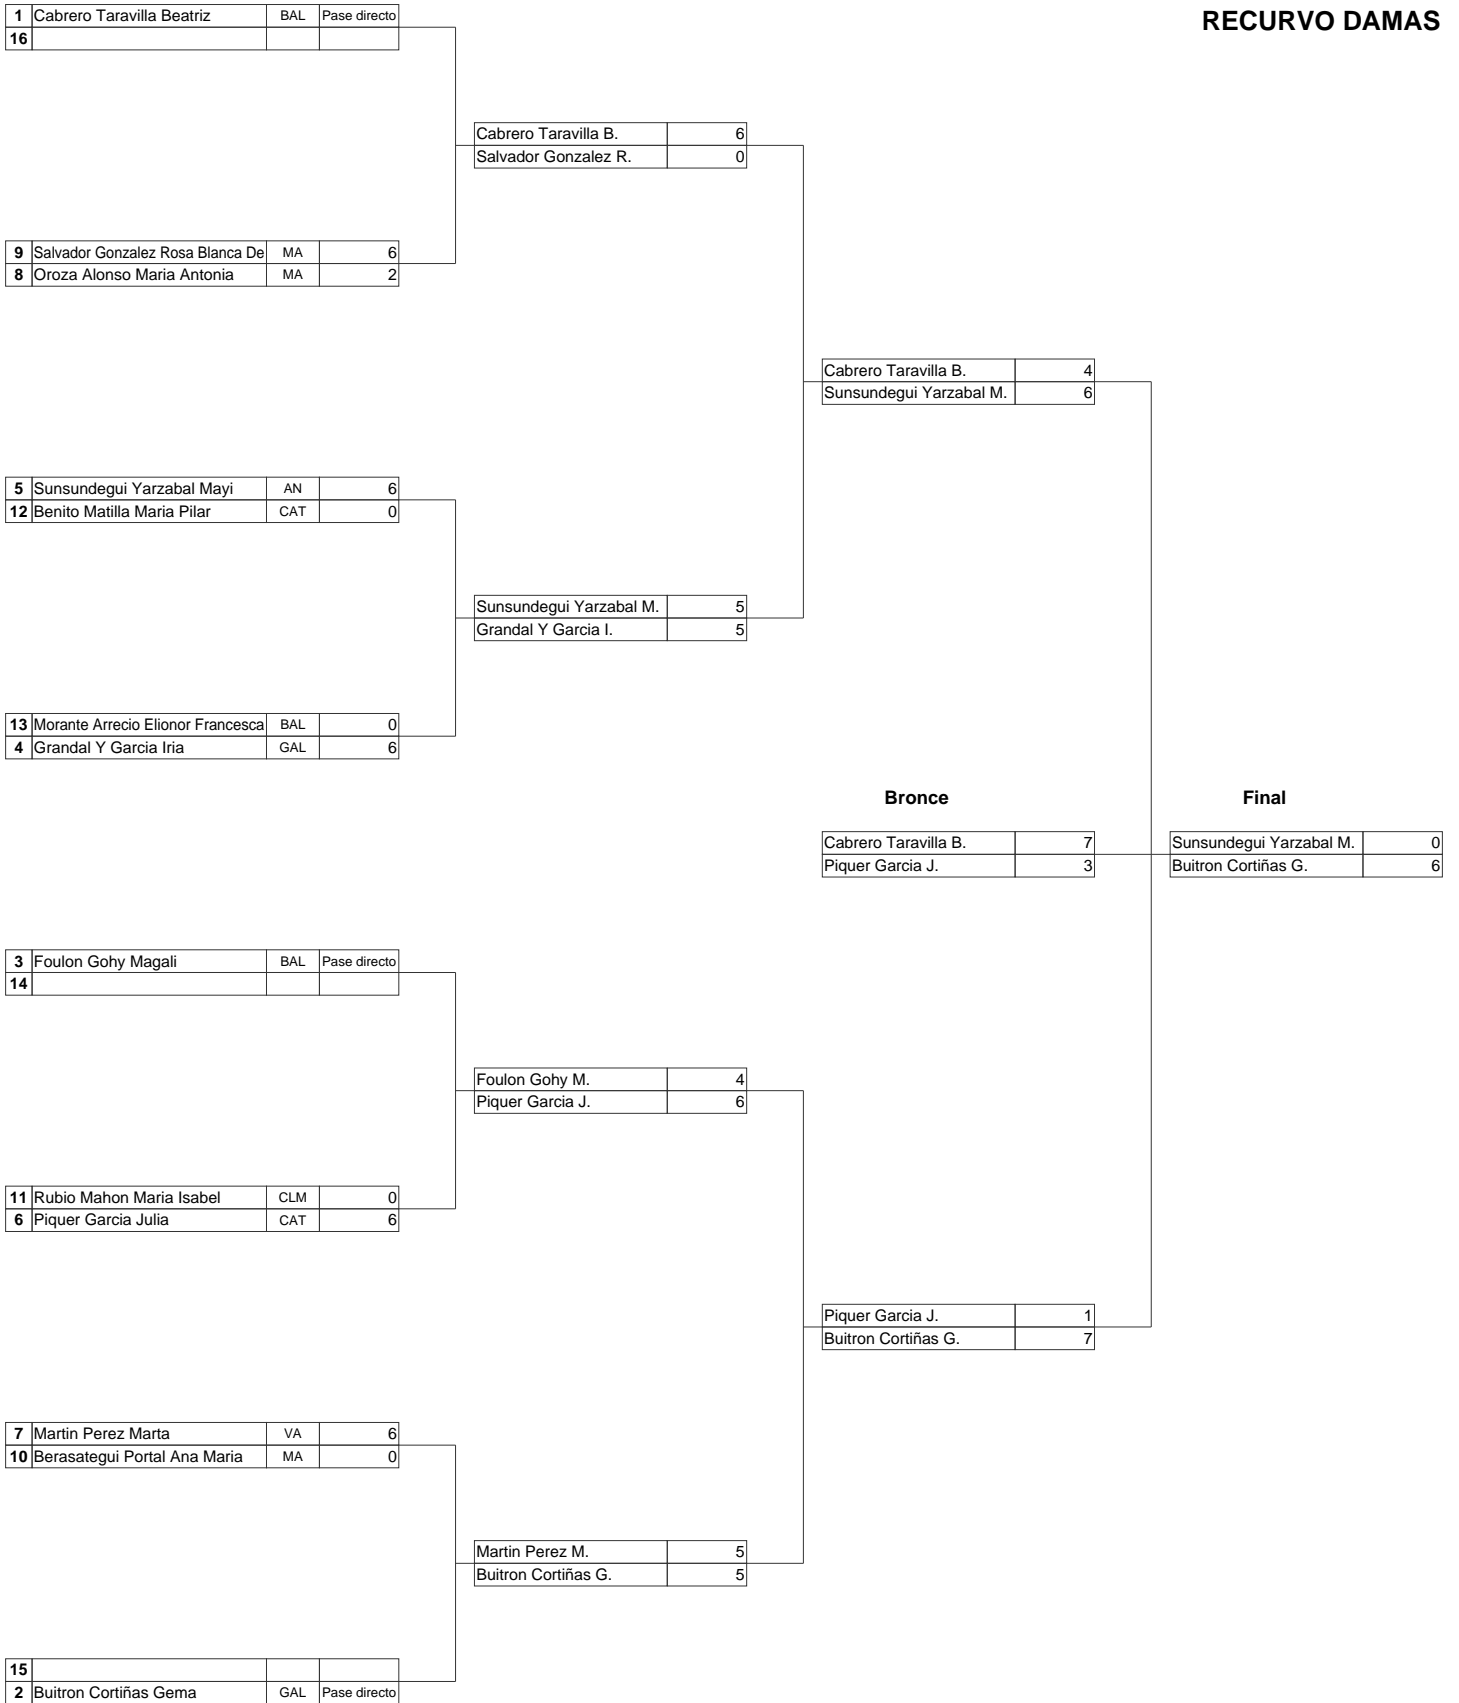 RECURVO DAMAS
1 Cabrero Taravilla Beatriz BAL Pase directo
16
Cabrero Taravilla B. 6
Salvador Gonzalez R. 0
9 Salvador Gonzalez Rosa Blanca De MA 6
8 Oroza Alonso Maria Antonia MA 2
Cabrero Taravilla B. 4
Sunsundegui Yarzabal M. 6
5 Sunsundegui Yarzabal Mayi AN 6
12 Benito Matilla Maria Pilar CAT 0
Sunsundegui Yarzabal M. 5
Grandal Y Garcia I. 5
13 Morante Arrecio Elionor Francesca BAL 0
4 Grandal Y Garcia Iria GAL 6
Bronce Final
Cabrero Taravilla B. 7 Sunsundegui Yarzabal M. 0
Piquer Garcia J. 3 Buitron Cortiñas G. 6
3 Foulon Gohy Magali BAL Pase directo
14
Foulon Gohy M. 4
Piquer Garcia J. 6
11 Rubio Mahon Maria Isabel CLM 0
6 Piquer Garcia Julia CAT 6
Piquer Garcia J. 1
Buitron Cortiñas G. 7
7 Martin Perez Marta VA 6
10 Berasategui Portal Ana Maria MA 0
Martin Perez M. 5
Buitron Cortiñas G. 5
15
2 Buitron Cortiñas Gema GAL Pase directo